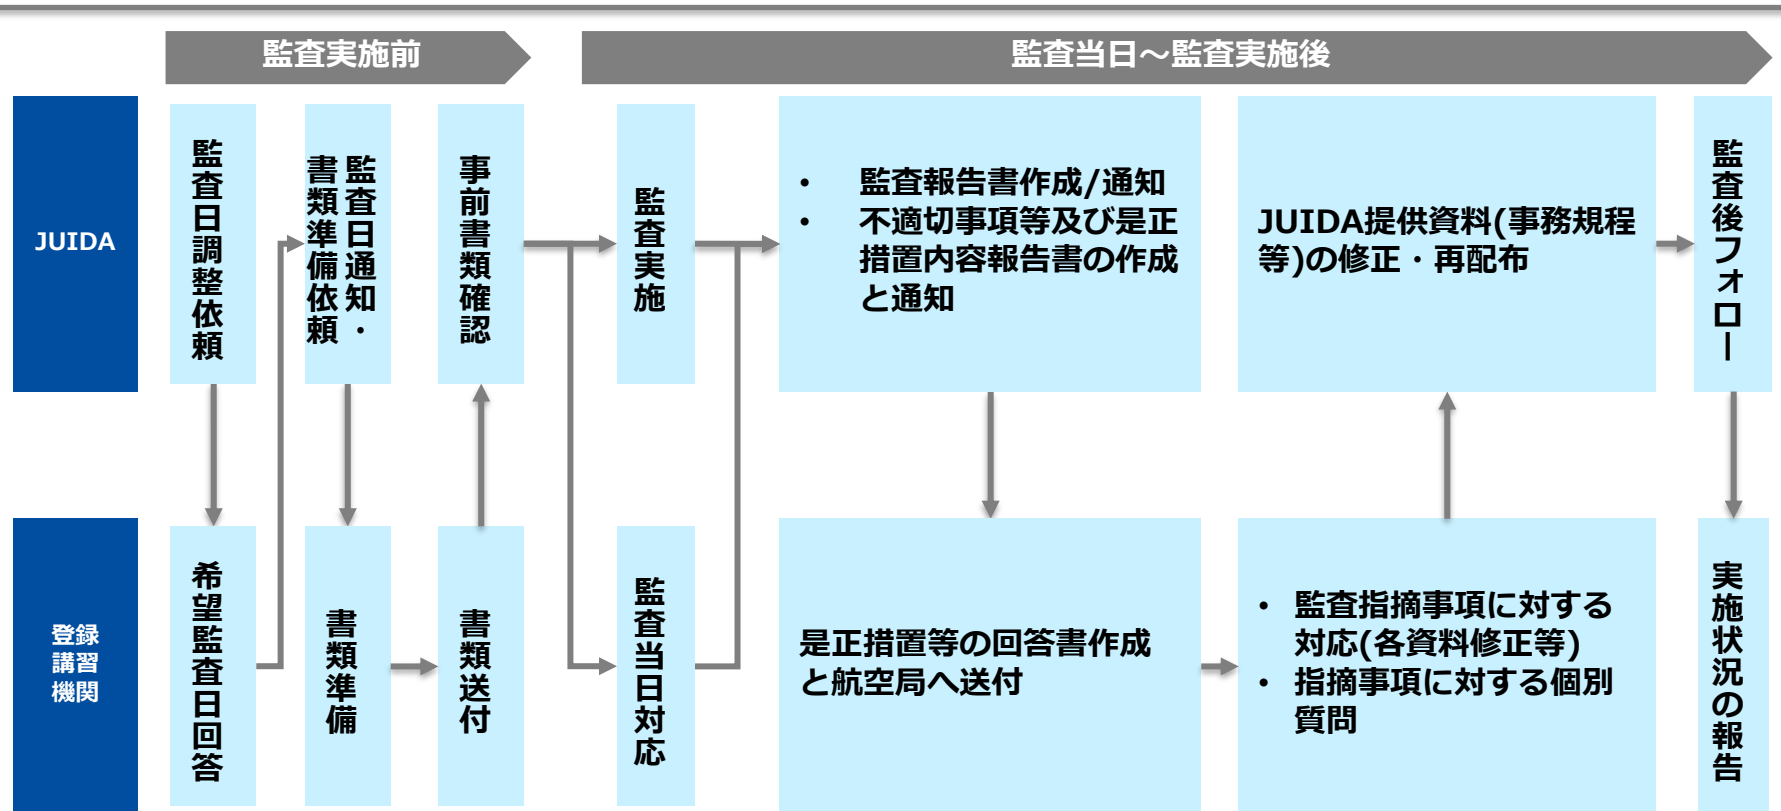 監査実施前
監査当日～監査実施後
JUIDA
監査日調整依頼
監査日通知・
書類準備依頼
事前書類確認
監査実施
• 監査報告書作成/通知
• 不適切事項等及び是正
措置内容報告書の作成
と通知
JUIDA提供資料(事務規程
等)の修正・再配布
監査後フォロー
登録
講習
機関
希望監査日回答
書類準備
書類送付
監査当日対応
是正措置等の回答書作成
と航空局へ送付
• 監査指摘事項に対する
対応(各資料修正等)
• 指摘事項に対する個別
質問
実施状況の報告